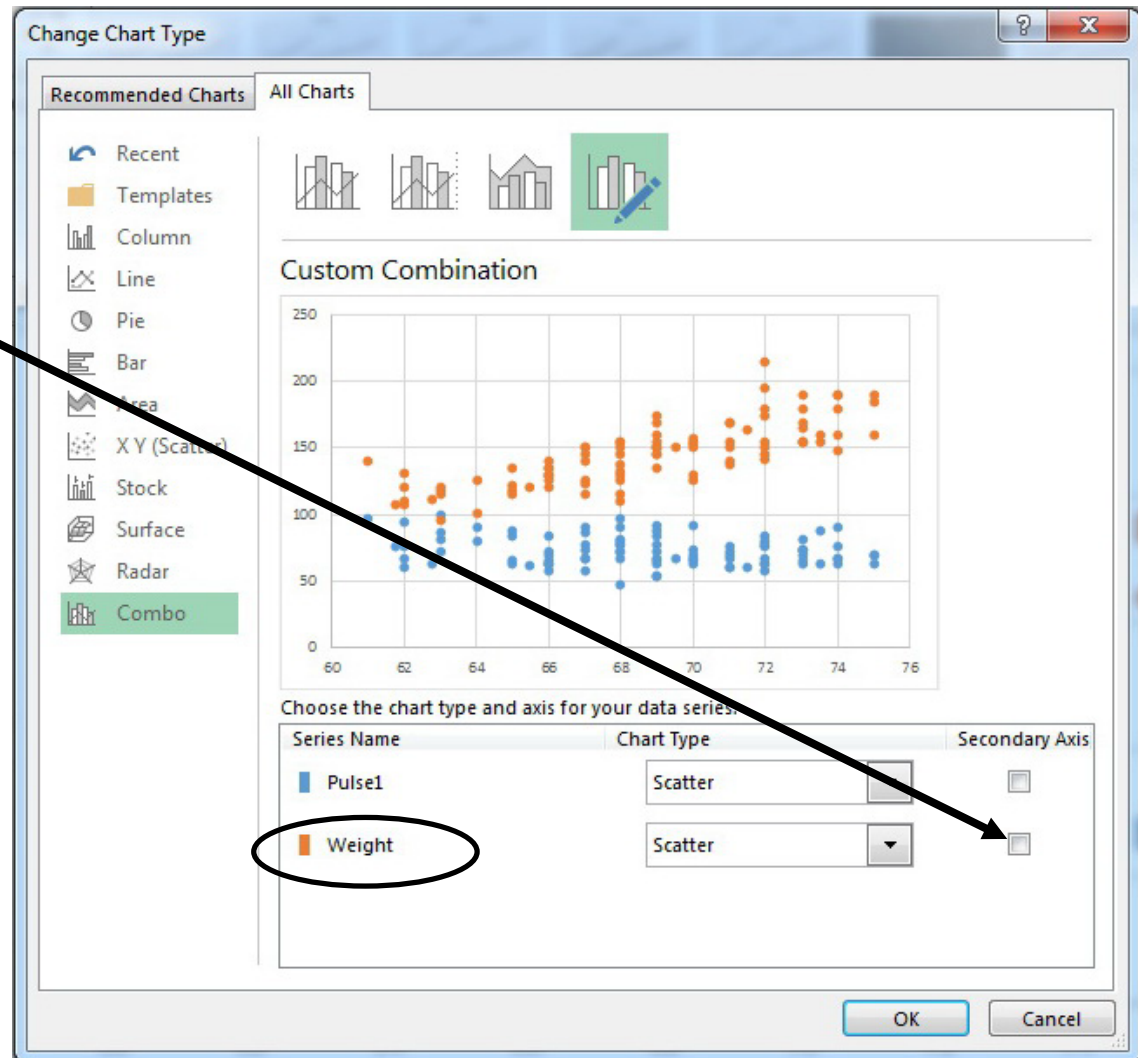 Change Chart Type
Recommended Charts All Charts
Recent
Templates
Column
Line
Pie
Bar
Area
X Y (Scatter)
Stock
Surface
Radar
Combo
Custom Combination
250
200
150
100
50
0
60 62 64 66 68 70 72 74 76
Choose the chart type and axis for your data series:
Series Name Chart Type Secondary Axis
Pulse1 Scatter
Weight Scatter
OK Cancel